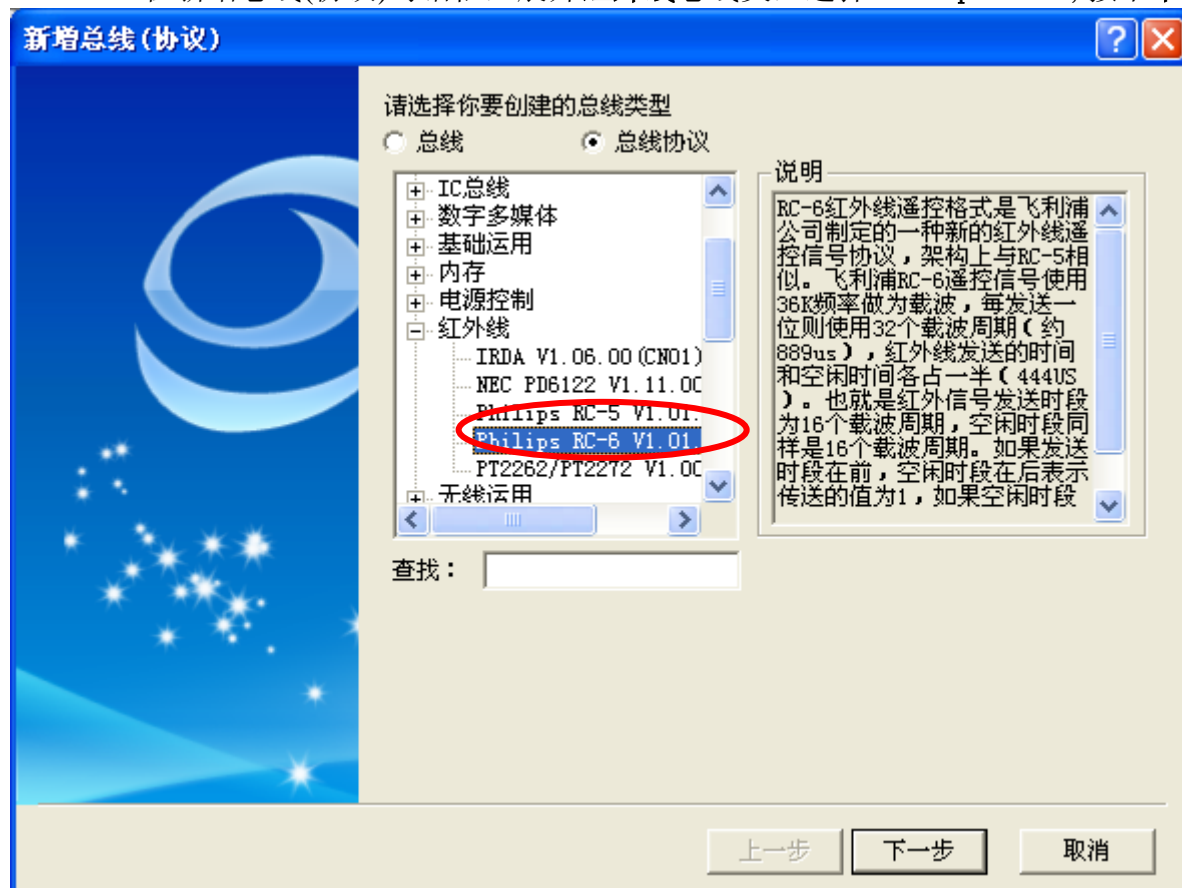 新增总线(协议)
请选择你要创建的总线类型
总线
总线协议
IC总线
数字多媒体
基础运用
内存
电源控制
红外线
IRDA V1.06.00(CN01)
NEC PD6122 V1.11.00
Philips RC-5 V1.01.
Philips RC-6 V1.01.
PT2262/PT2272 V1.00
无线运用
查找：
说明
RC-6红外线遥控格式是飞利浦
公司制定的一种新的红外线遥
控信号协议，架构上与RC-5相
似。飞利浦RC-6遥控信号使用
36K频率做为载波，每发送一
位则使用32个载波周期（约
889us），红外线发送的时间
和空闲时间各占一半（444US
）。也就是红外信号发送时段
为16个载波周期，空闲时段同
样是16个载波周期。如果发送
时段在前，空闲时段在后表示
传送的值为1，如果空闲时段
上一步
下一步
取消